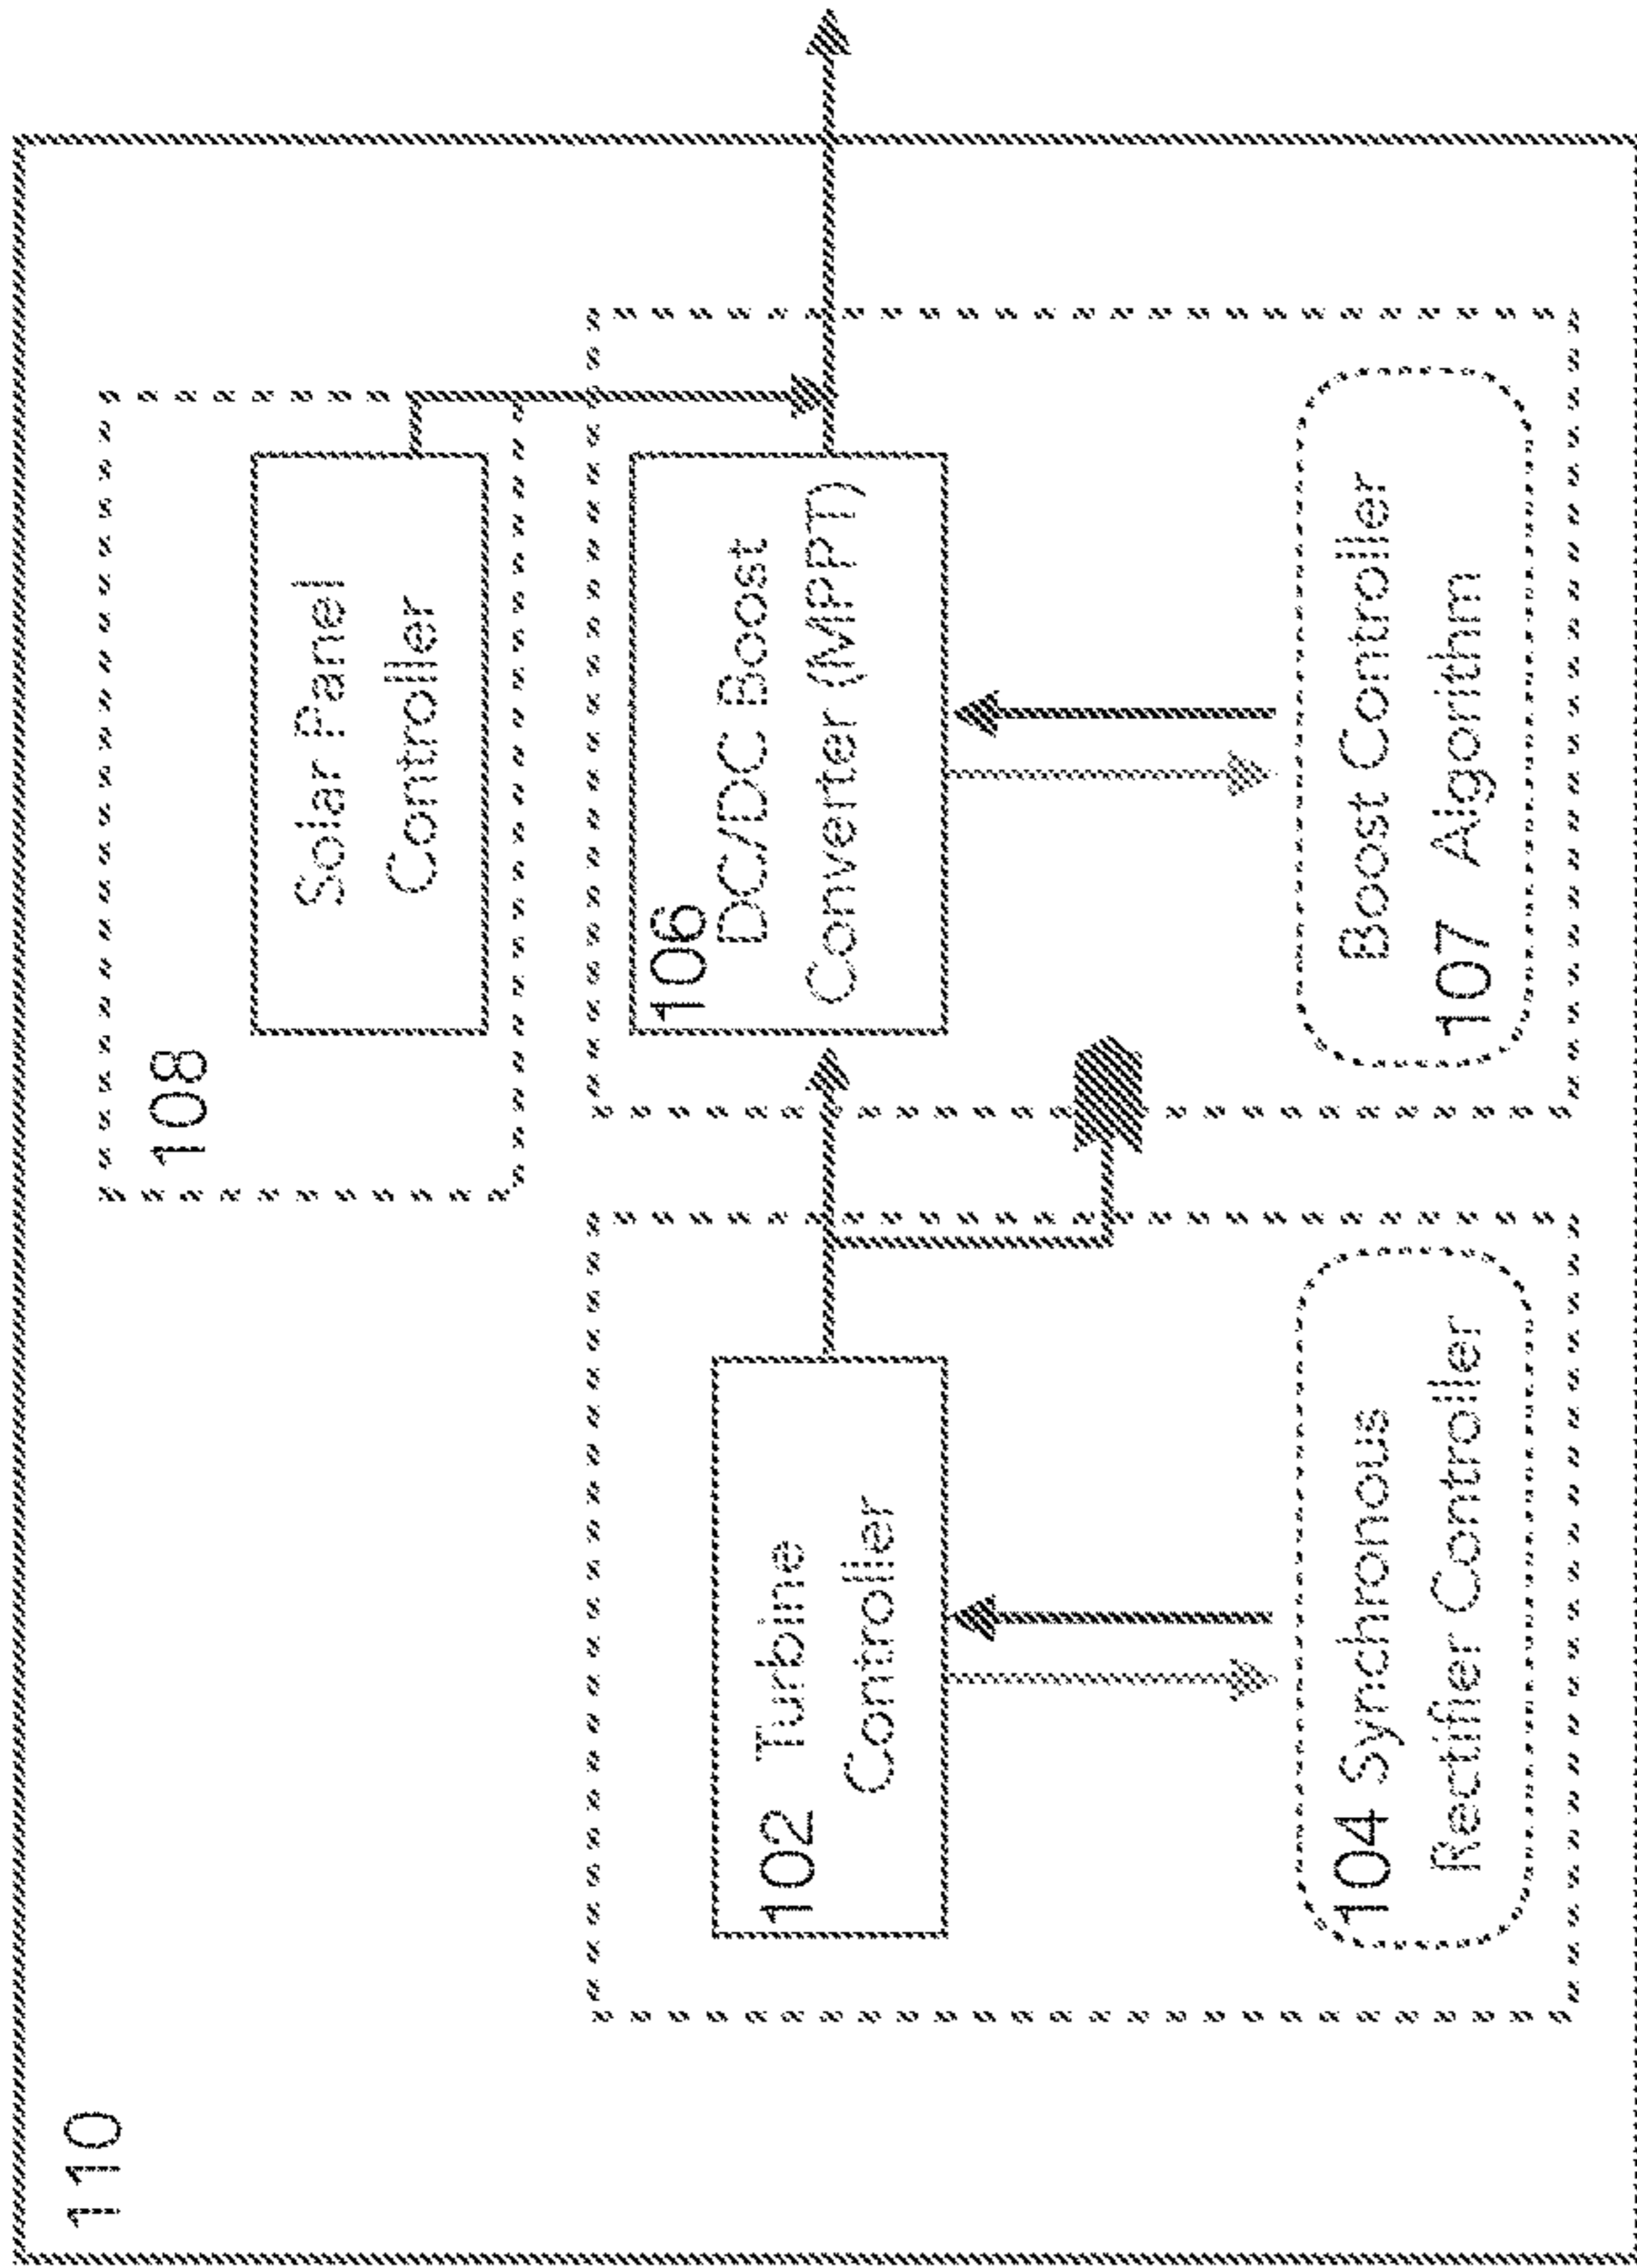 110
108
Solar Panel
Controller
102 Turbine
Controller
106
DC/DC Boost
Converter (MPPT)
104 Synchronous
Rectifier Controller
Boost Controller
107 Algorithm